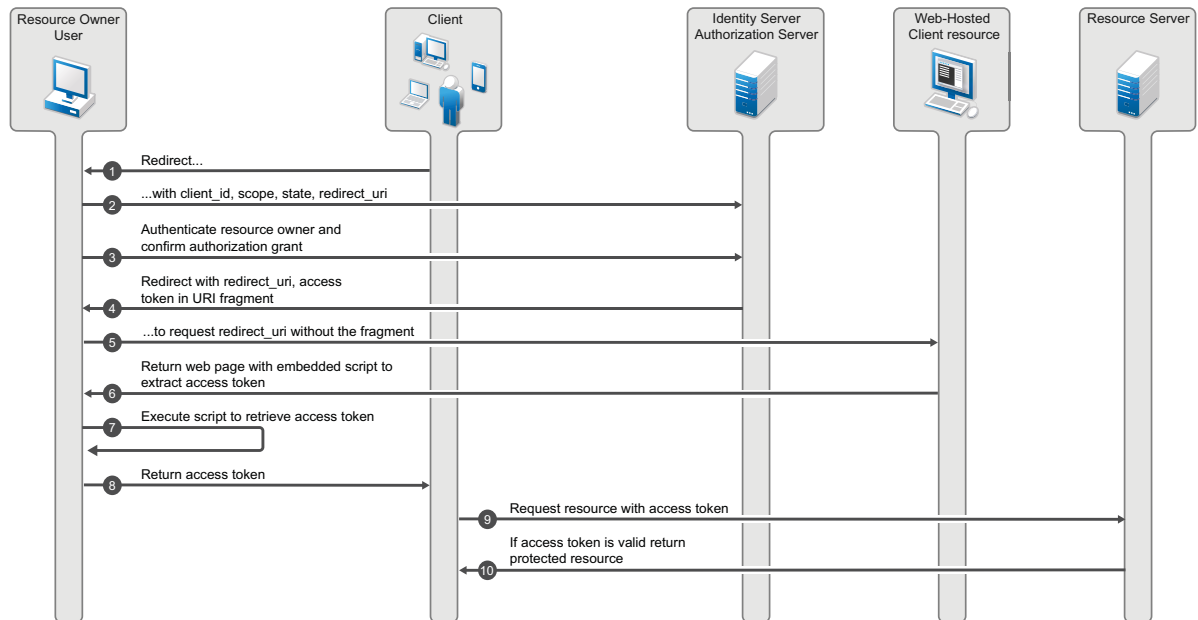 Resource Owner
User
Client
Identity Server
Authorization Server
Web-Hosted
Client resource
Resource Server
1
Redirect...
2
...with client_id, scope, state, redirect_uri
3
Authenticate resource owner and
confirm authorization grant
4
Redirect with redirect_uri, access
token in URI fragment
5
...to request redirect_uri without the fragment
6
Return web page with embedded script to
extract access token
7
Execute script to retrieve access token
8
Return access token
9
Request resource with access token
10
If access token is valid return
protected resource